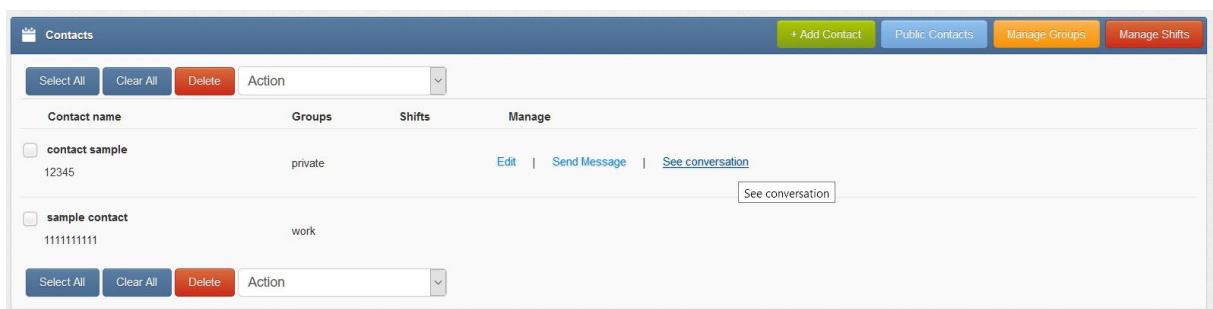 Contacts + Add Contact Public Contacts Manage Groups Manage Shifts
Select All Clear All Delete Action
Contact name Groups Shifts Manage
contact sample
12345 private Edit | Send Message | See conversation
See conversation
sample contact
1111111111 work
Select All Clear All Delete Action